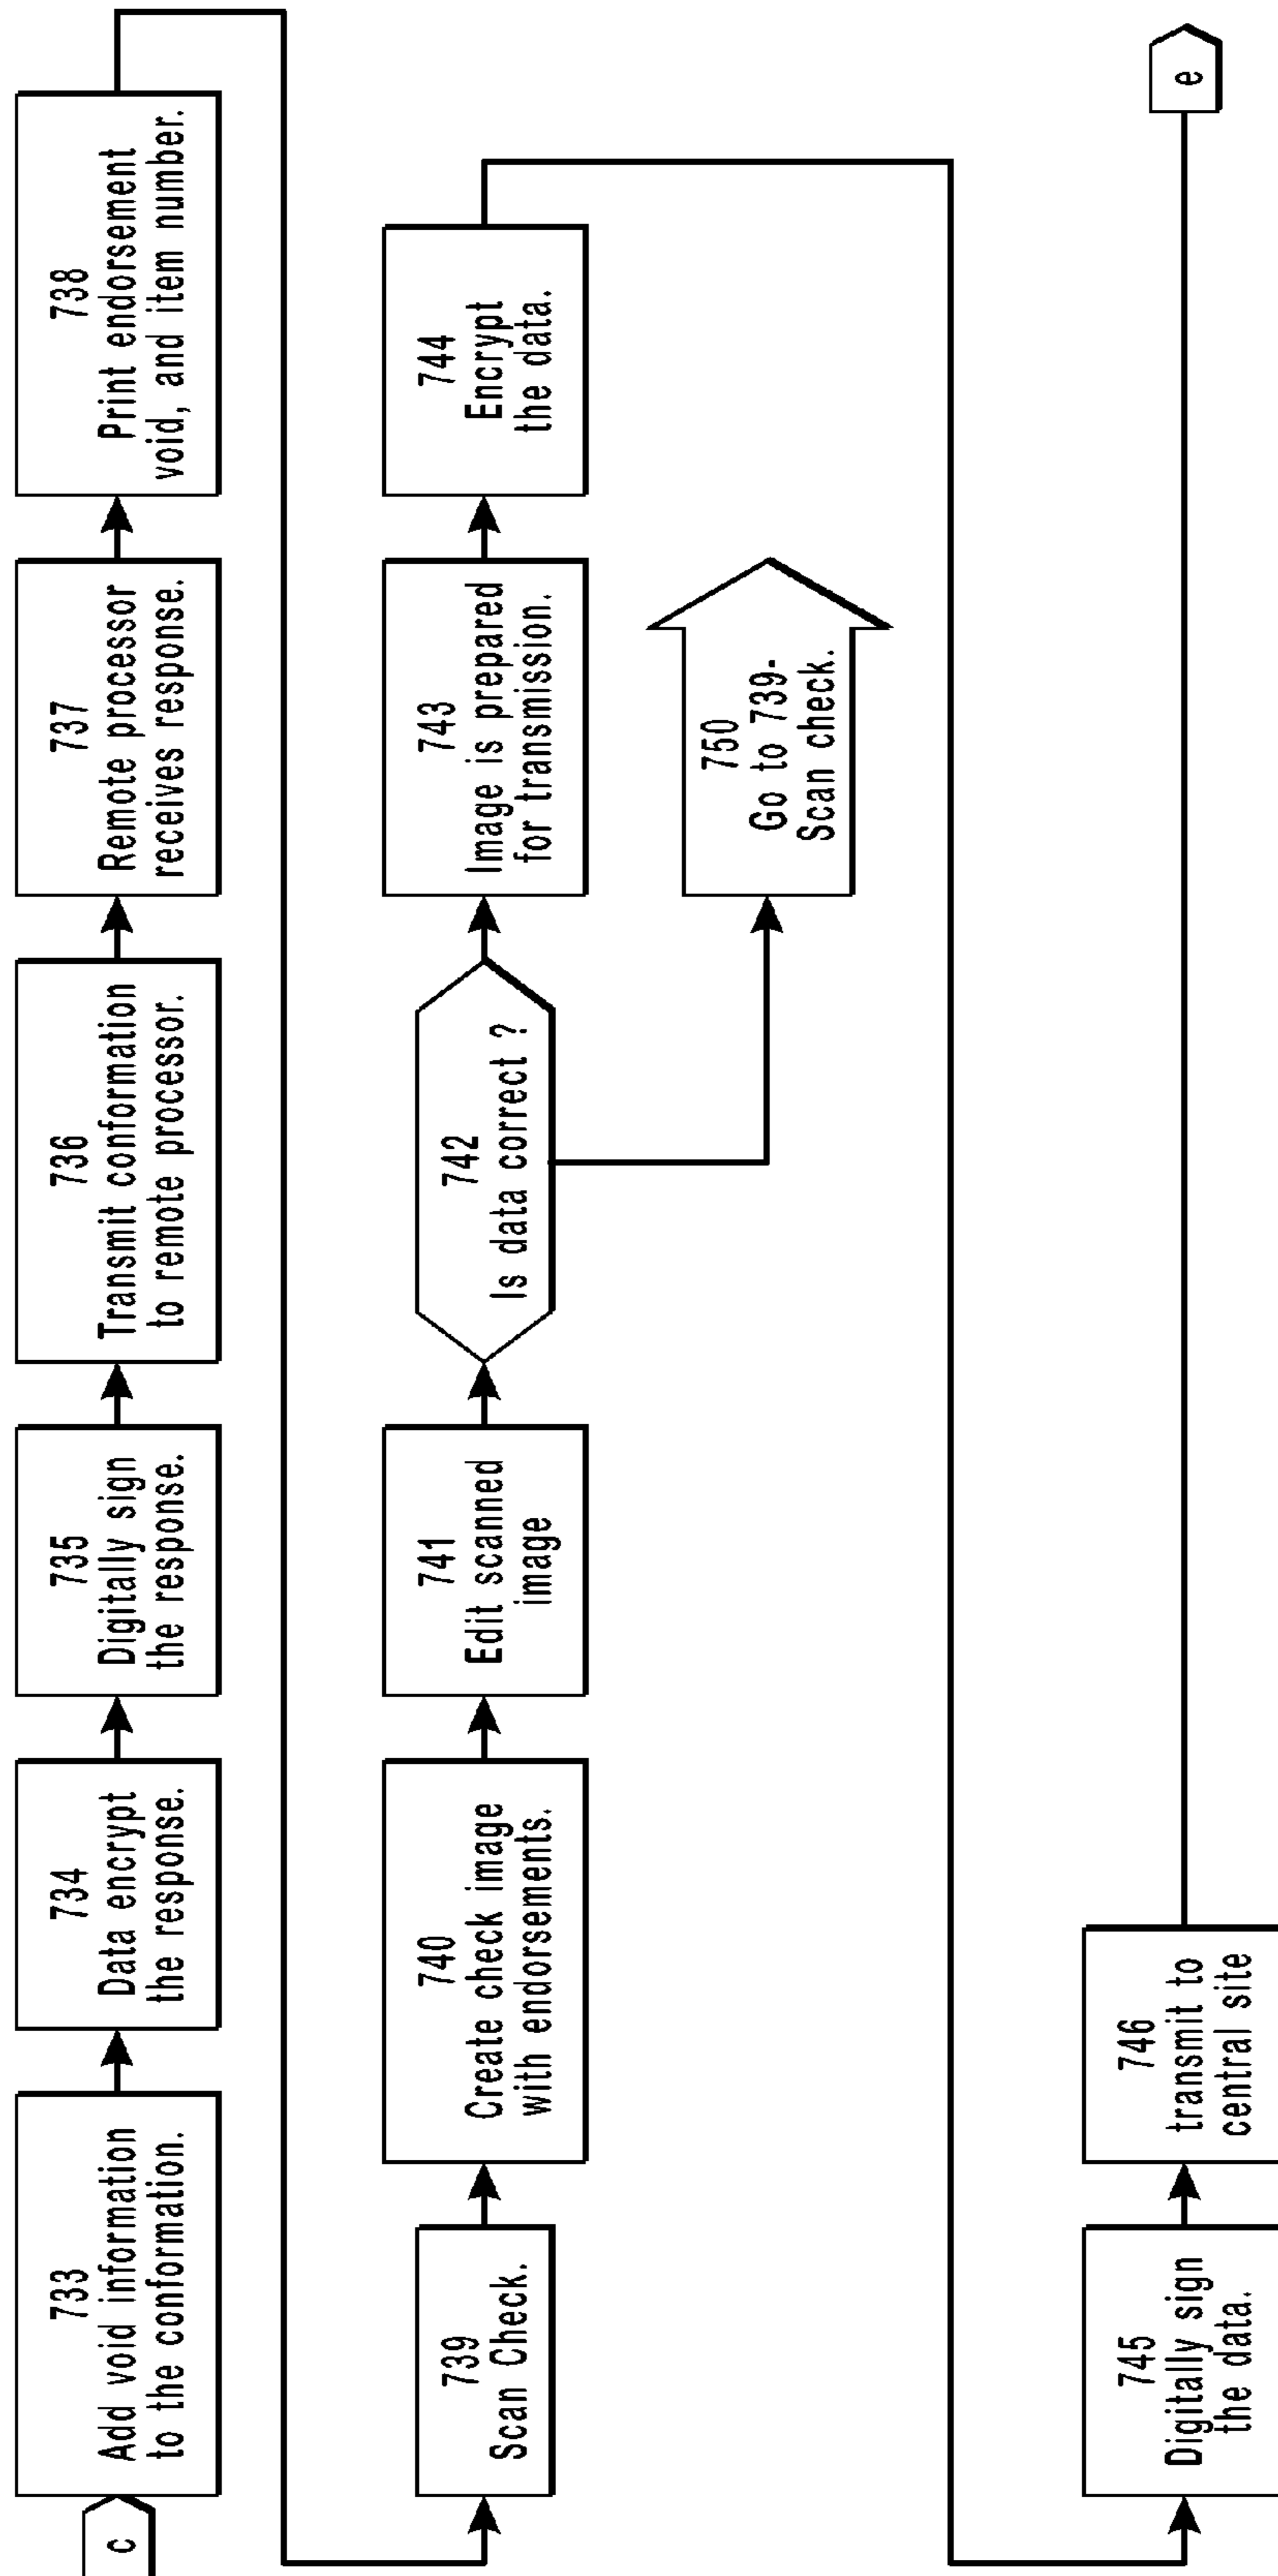 c
733
Add void information
to the conformation.
734
Data encrypt
the response.
735
Digitally sign
the response.
736
Transmit conformation
to remote processor.
737
Remote processor
receives response.
738
Print endorsement
void, and item number.
739
Scan Check.
740
Create check image
with endorsements.
741
Edit scanned
image
742
Is data correct ?
743
Image is prepared
for transmission.
744
Encrypt
the data.
750
Go to 739-
Scan check.
745
Digitally sign
the data.
746
transmit to
central site
e